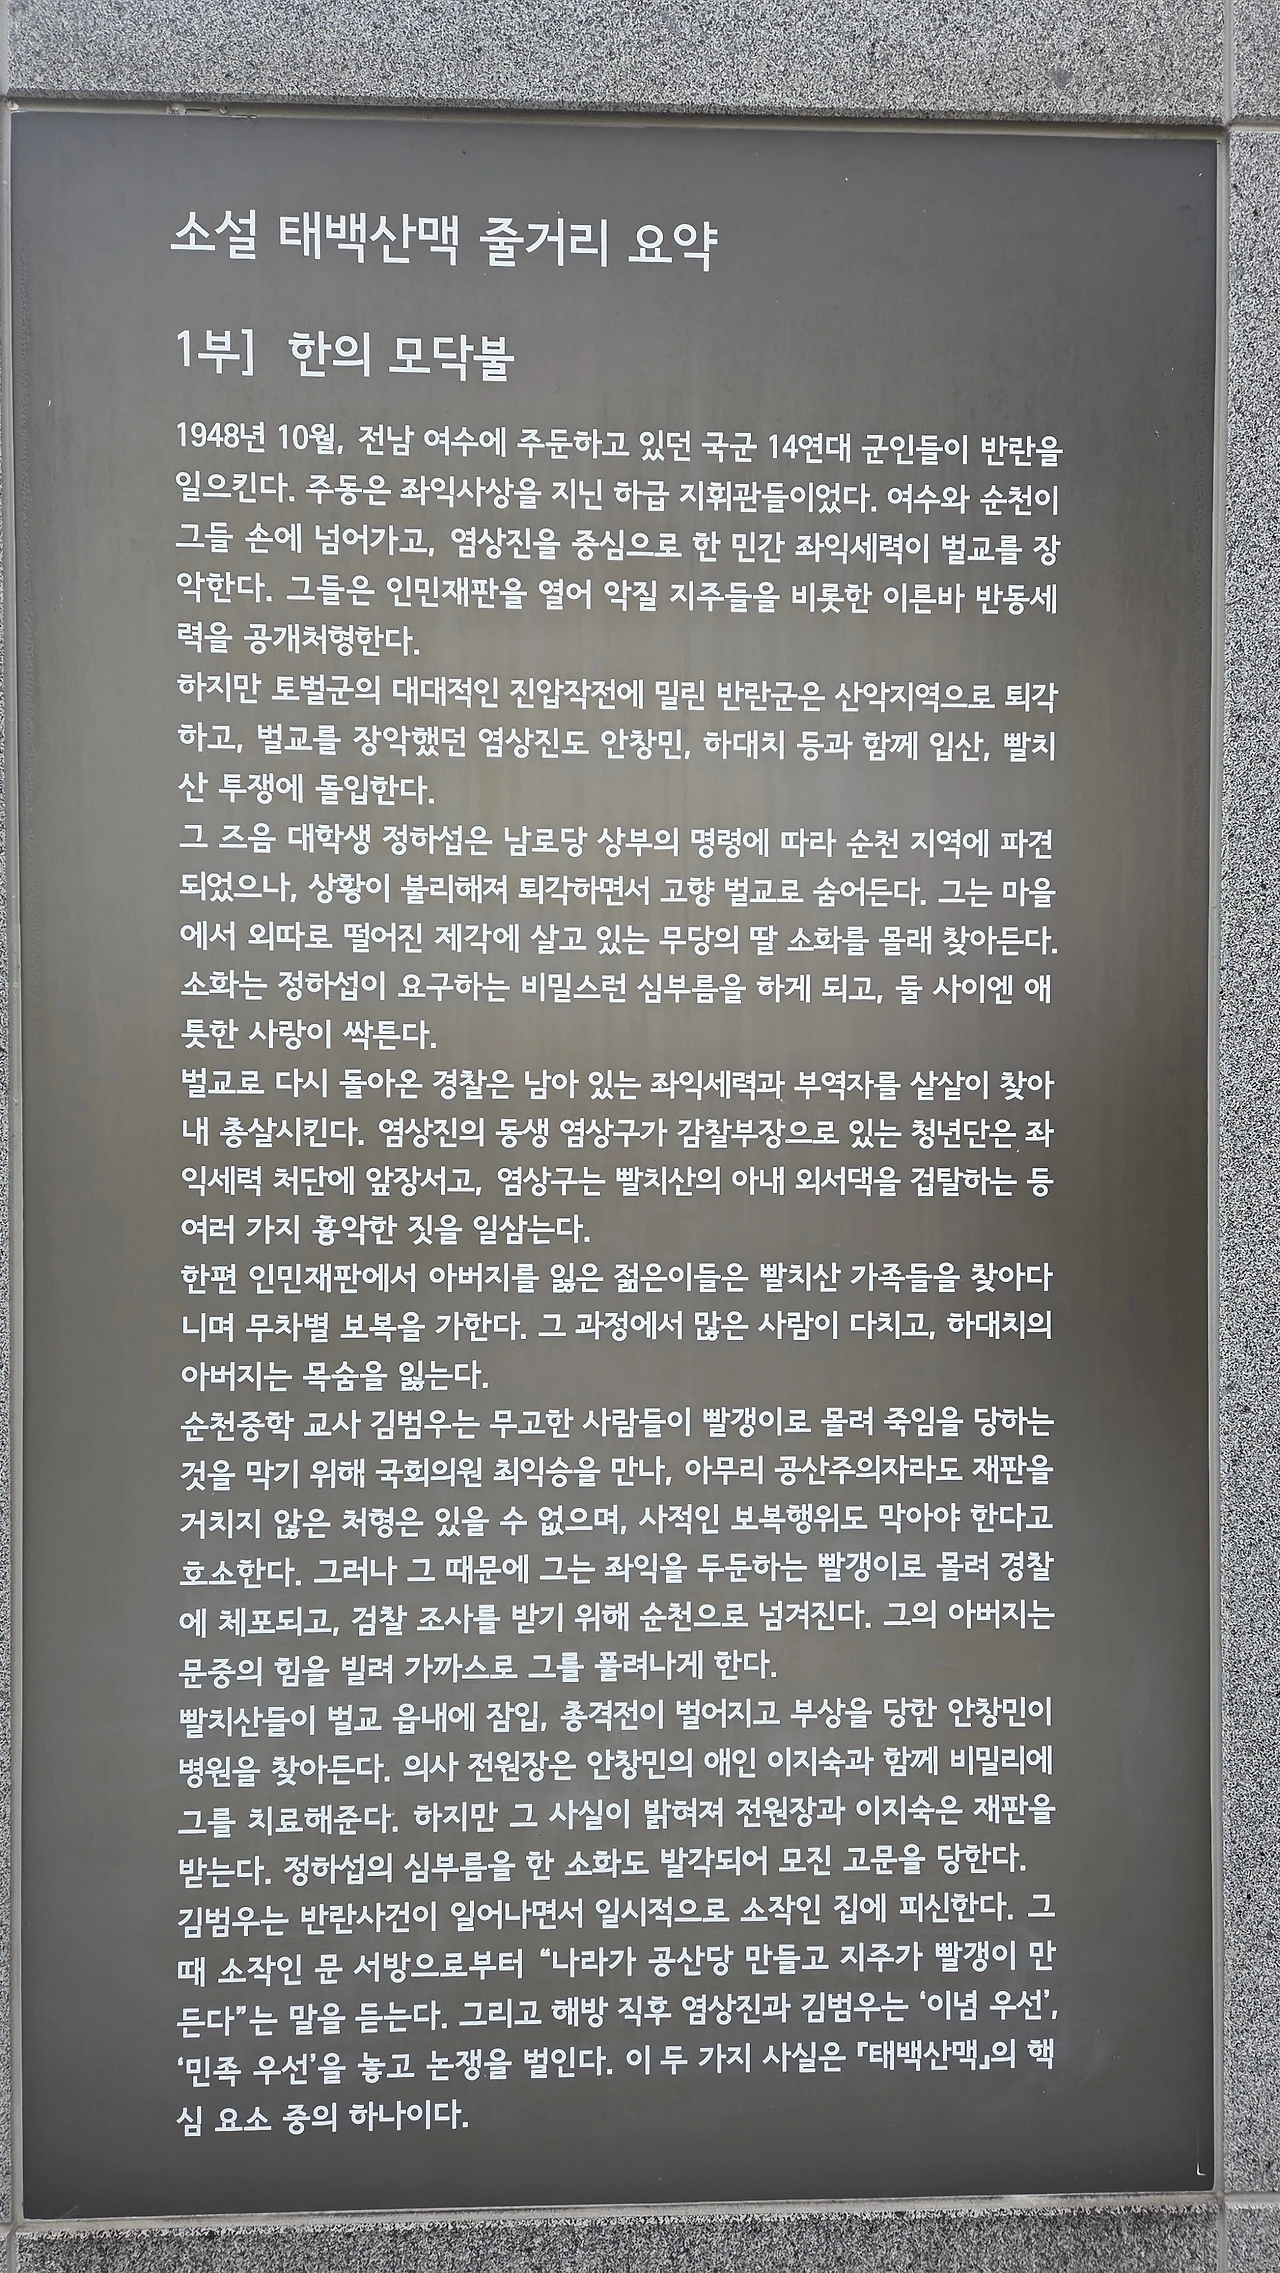 소설 태백산맥 줄거리 요약
1부] 한의 모닥불
1948년 10월, 전남 여수에 주둔하고 있던 국군 14연대 군인들이 반란을
일으킨다. 주동은 좌익사상을 지닌 하급 지휘관들이었다. 여수와 순천이
그들 손에 넘어가고, 염상진을 중심으로 한 민간 좌익세력이 벌교를 장
악한다. 그들은 인민재판을 열어 악질 지주들을 비롯한 이른바 반동세
력을 공개처형한다.
하지만 토벌군의 대대적인 진압작전에 밀린 반란군은 산악지역으로 퇴각
하고, 벌교를 장악했던 염상진도 안창민, 하대치 등과 함께 입산, 빨치
산 투쟁에 돌입한다.
그 즈음 대학생 정하섭은 남로당 상부의 명령에 따라 순천 지역에 파견
되었으나, 상황이 불리해져 퇴각하면서 고향 벌교로 숨어든다. 그는 마을
에서 외따로 떨어진 제각에 살고 있는 무당의 딸 소화를 몰래 찾아든다.
소화는 정하섭이 요구하는 비밀스런 심부름을 하게 되고, 둘 사이엔 애
틋한 사랑이 싹튼다.
벌교로 다시 돌아온 경찰은 남아 있는 좌익세력과 부역자를 샅샅이 찾아
내 총살시킨다. 염상진의 동생 염상구가 감찰부장으로 있는 청년단은 좌
익세력 처단에 앞장서고, 염상구는 빨치산의 아내 외서댁을 겁탈하는 등
여러 가지 흉악한 짓을 일삼는다.
한편 인민재판에서 아버지를 잃은 젊은이들은 빨치산 가족들을 찾아다
니며 무차별 보복을 가한다. 그 과정에서 많은 사람이 다치고, 하대치의
아버지는 목숨을 잃는다.
순천중학 교사 김범우는 무고한 사람들이 빨갱이로 몰려 죽임을 당하는
것을 막기 위해 국회의원 최익승을 만나, 아무리 공산주의자라도 재판을
거치지 않은 처형은 있을 수 없으며, 사적인 보복행위도 막아야 한다고
호소한다. 그러나 그 때문에 그는 좌익을 두둔하는 빨갱이로 몰려 경찰
에 체포되고, 검찰 조사를 받기 위해 순천으로 넘겨진다. 그의 아버지는
문중의 힘을 빌려 가까스로 그를 풀려나게 한다.
빨치산들이 벌교 읍내에 잠입, 총격전이 벌어지고 부상을 당한 안창민이
병원을 찾아든다. 의사 전원장은 안창민의 애인 이지숙과 함께 비밀리에
그를 치료해준다. 하지만 그 사실이 밝혀져 전원장과 이지숙은 재판을
받는다. 정하섭의 심부름을 한 소화도 발각되어 모진 고문을 당한다.
김범우는 반란사건이 일어나면서 일시적으로 소작인 집에 피신한다. 그
때 소작인 문 서방으로부터 “나라가 공산당 만들고 지주가 빨갱이 만
든다”는 말을 듣는다. 그리고 해방 직후 염상진과 김범우는 ‘이념 우선’,
‘민족 우선’을 놓고 논쟁을 벌인다. 이 두 가지 사실은 『태백산맥』의 핵
심 요소 중의 하나이다.